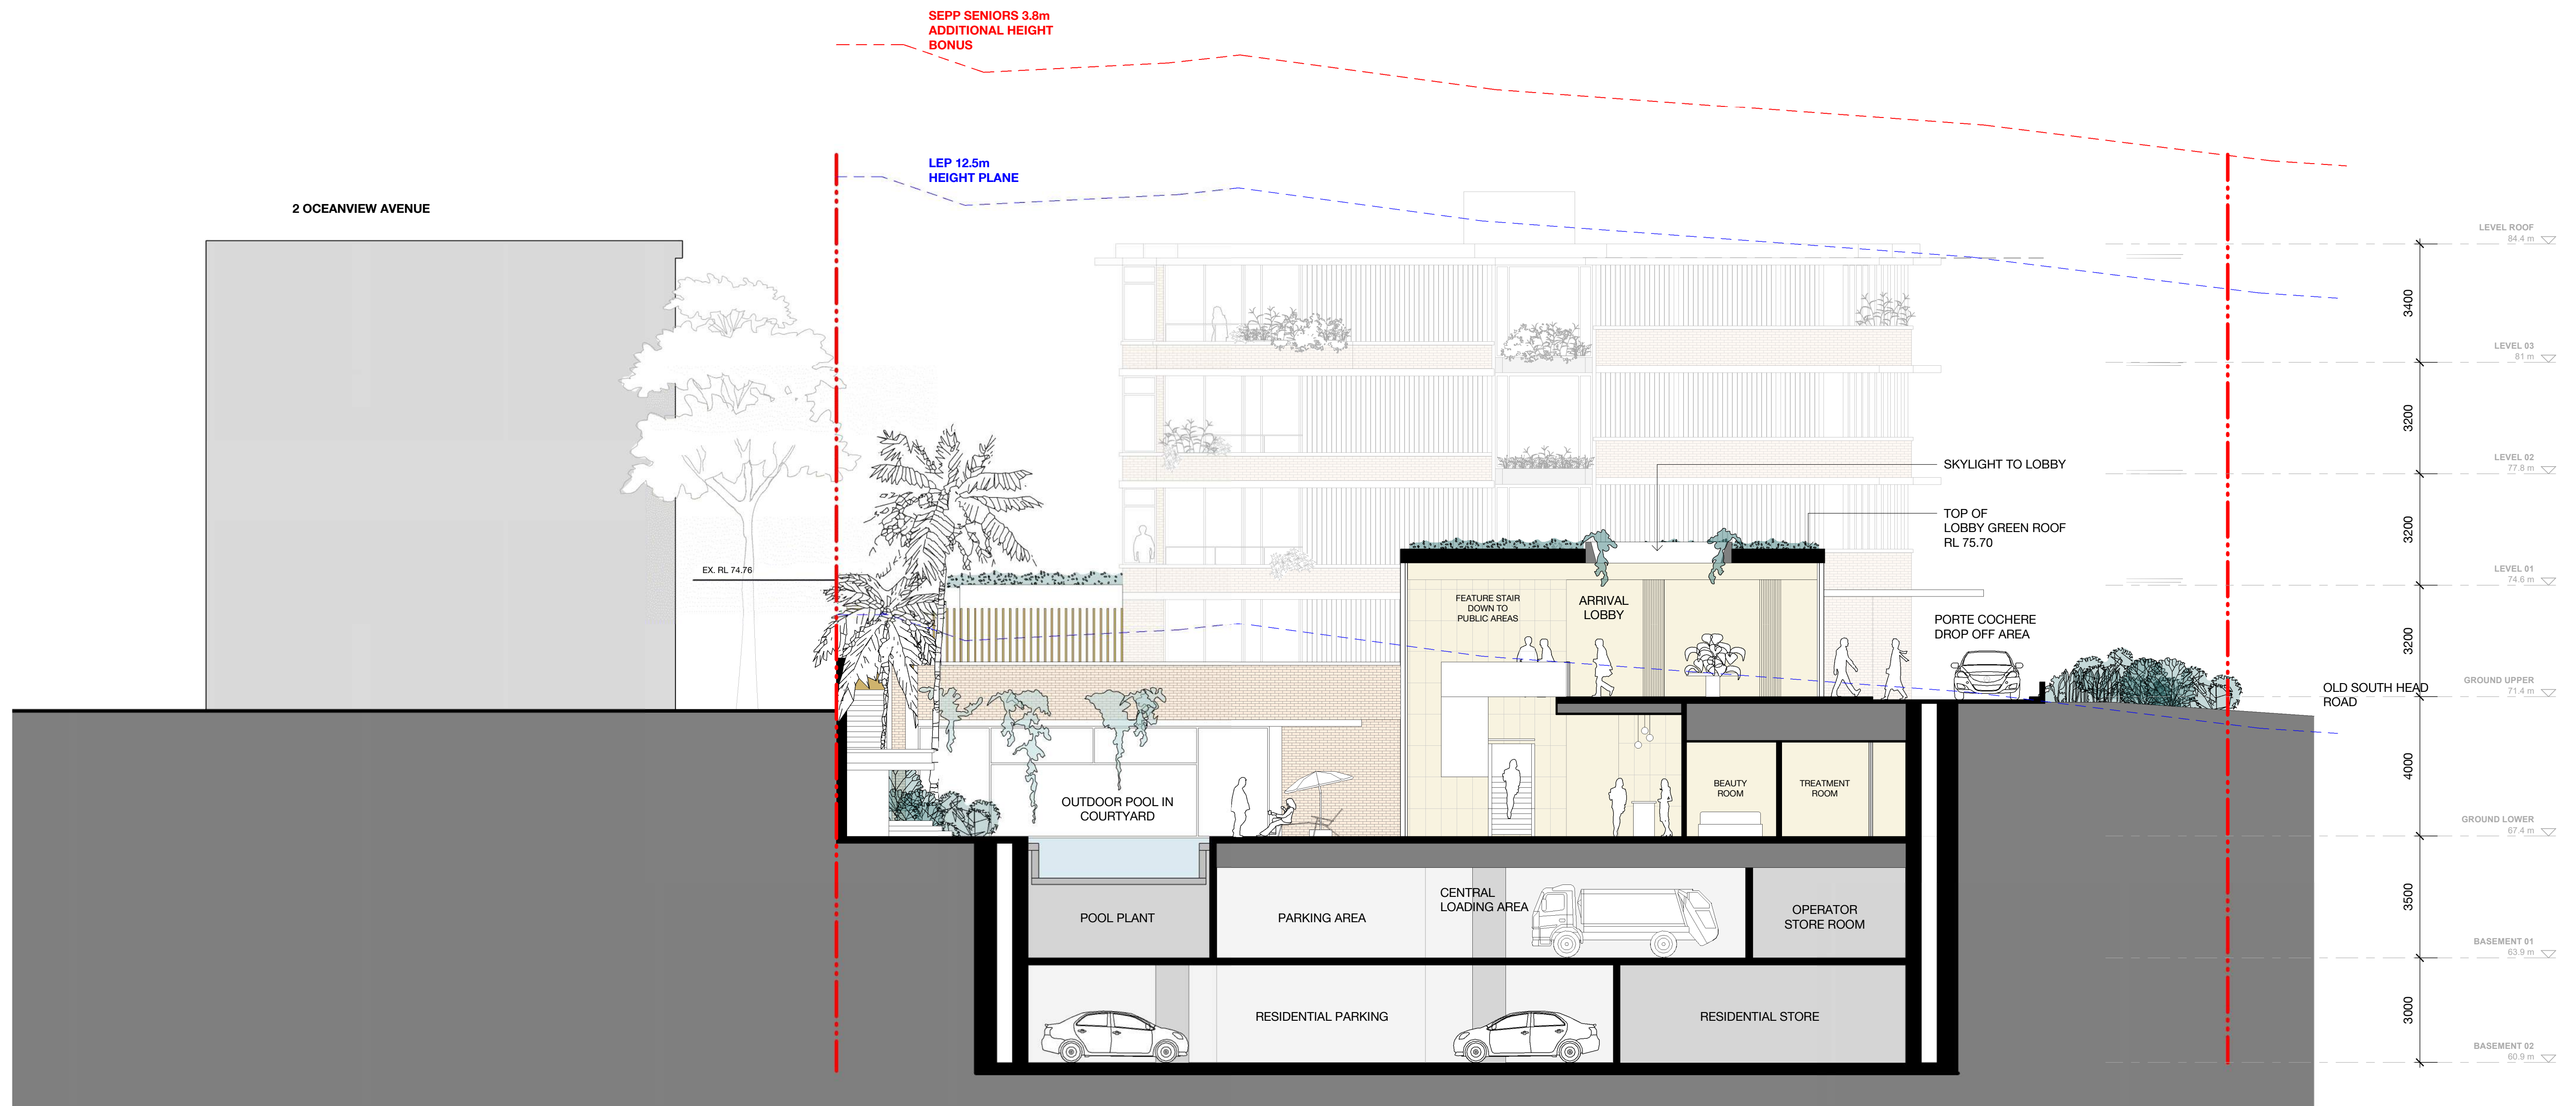 SEPP SENIORS 3.8m
ADDITIONAL HEIGHT
BONUS
LEP 12.5m
HEIGHT PLANE
2 OCEANVIEW AVENUE
LEVEL ROOF
84.4 m
3400
LEVEL 03
81 m
3200
LEVEL 02
77.8 m
SKYLIGHT TO LOBBY
TOP OF
LOBBY GREEN ROOF
RL 75.70
3200
EX. RL 74.76
LEVEL 01
74.6 m
FEATURE STAIR
DOWN TO
PUBLIC AREAS
ARRIVAL
LOBBY
PORTE COCHERE
DROP OFF AREA
3200
GROUND UPPER
71.4 m
OLD SOUTH HEAD
ROAD
4000
BEAUTY
ROOM
TREATMENT
ROOM
OUTDOOR POOL IN
COURTYARD
GROUND LOWER
67.4 m
3500
CENTRAL
LOADING AREA
POOL PLANT
PARKING AREA
OPERATOR
STORE ROOM
BASEMENT 01
63.9 m
3000
RESIDENTIAL PARKING
RESIDENTIAL STORE
BASEMENT 02
60.9 m